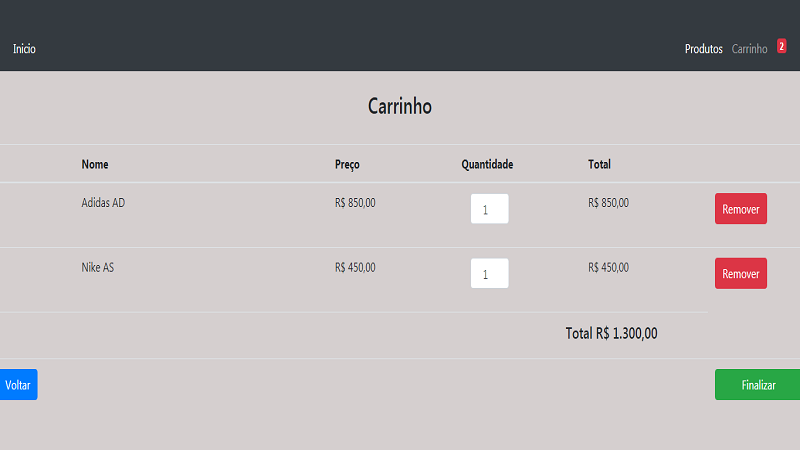 Inicio Produtos Carrinho 2
Carrinho
Nome Preço Quantidade Total
Adidas AD R$ 850,00 1 R$ 850,00 Remover
Nike AS R$ 450,00 1 R$ 450,00 Remover
Total R$ 1.300,00
Voltar Finalizar